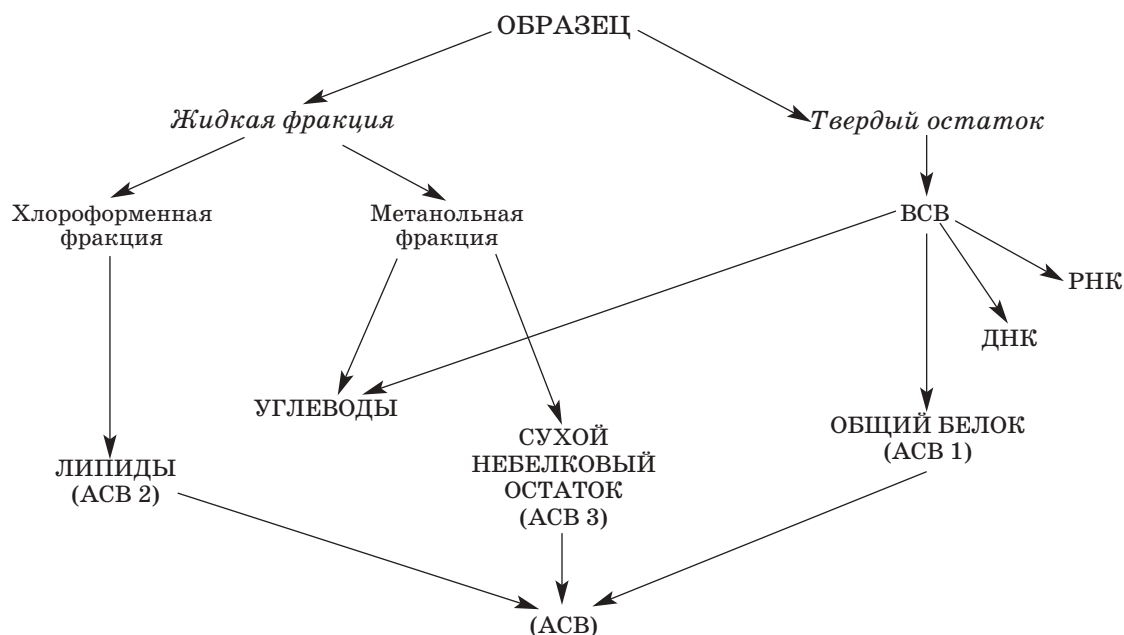 ОБРАЗЕЦ
Жидкая фракция
Твердый остаток
Хлороформенная
фракция
Метанольная
фракция
ВСВ
РНК
ДНК
УГЛЕВОДЫ
ОБЩИЙ БЕЛОК
(АСВ 1)
СУХОЙ
НЕБЕЛКОВЫЙ
ОСТАТОК
(АСВ 3)
ЛИПИДЫ
(АСВ 2)
(АСВ)